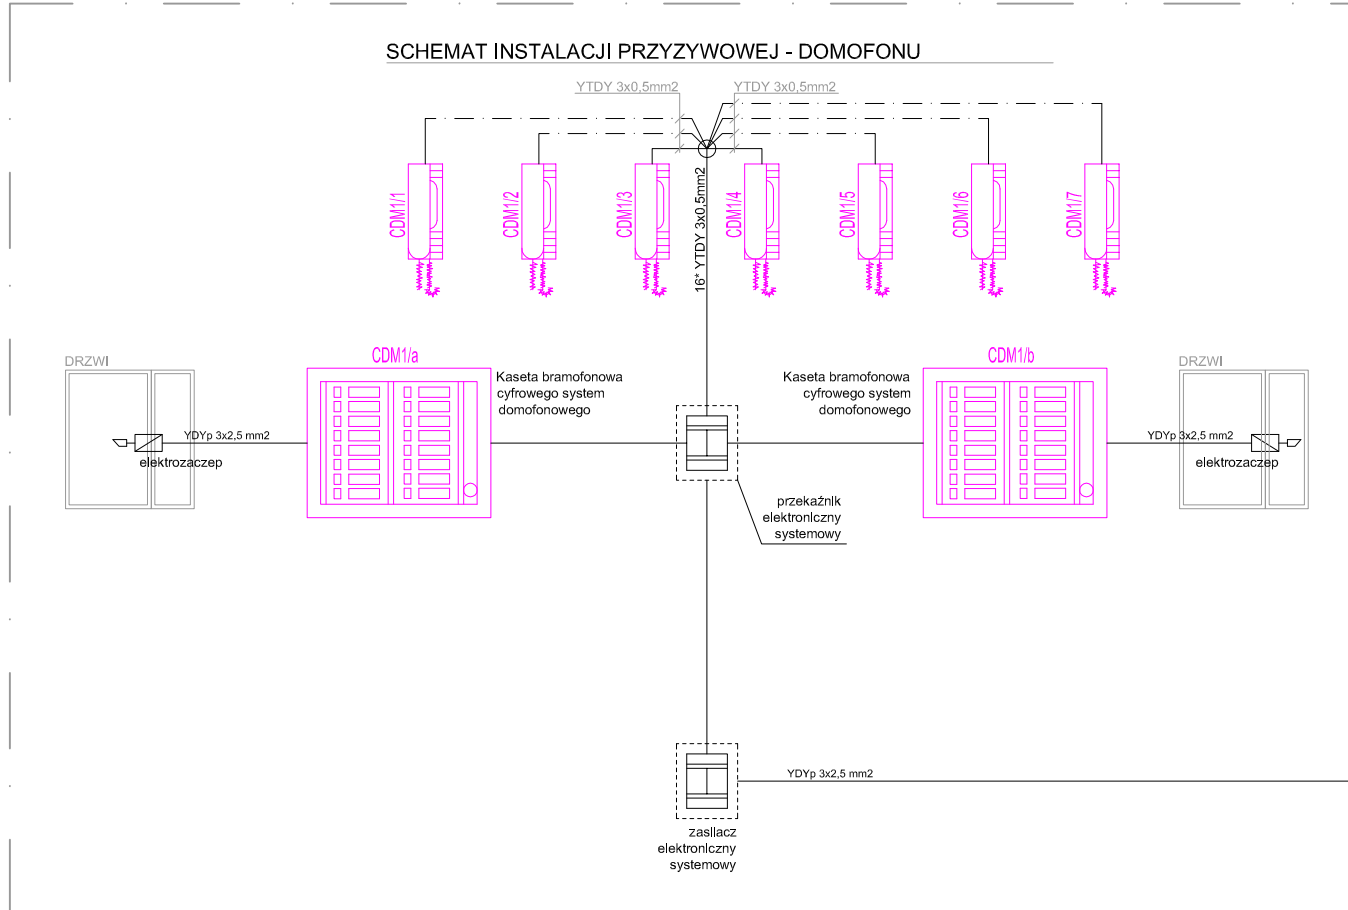 SCHEMAT INSTALACJI PRZYZYWOWEJ - DOMOFONU
YTDY 3x0,5mm2
YTDY 3x0,5mm2
CDM1/1
CDM1/2
CDM1/3
16* YTDY 3x0,5mm2
CDM1/4
CDM1/5
CDM1/6
CDM1/7
DRZWI
CDM1/a
Kaseta bramofonowa
cyfrowego system
domofonowego
Kaseta bramofonowa
cyfrowego system
domofonowego
CDM1/b
DRZWI
YDYp 3x2,5 mm2
elektrozaczep
YDYp 3x2,5 mm2
elektrozaczep
przekaźnik
elektroniczny
systemowy
YDYp 3x2,5 mm2
zasilacz
elektroniczny
systemowy